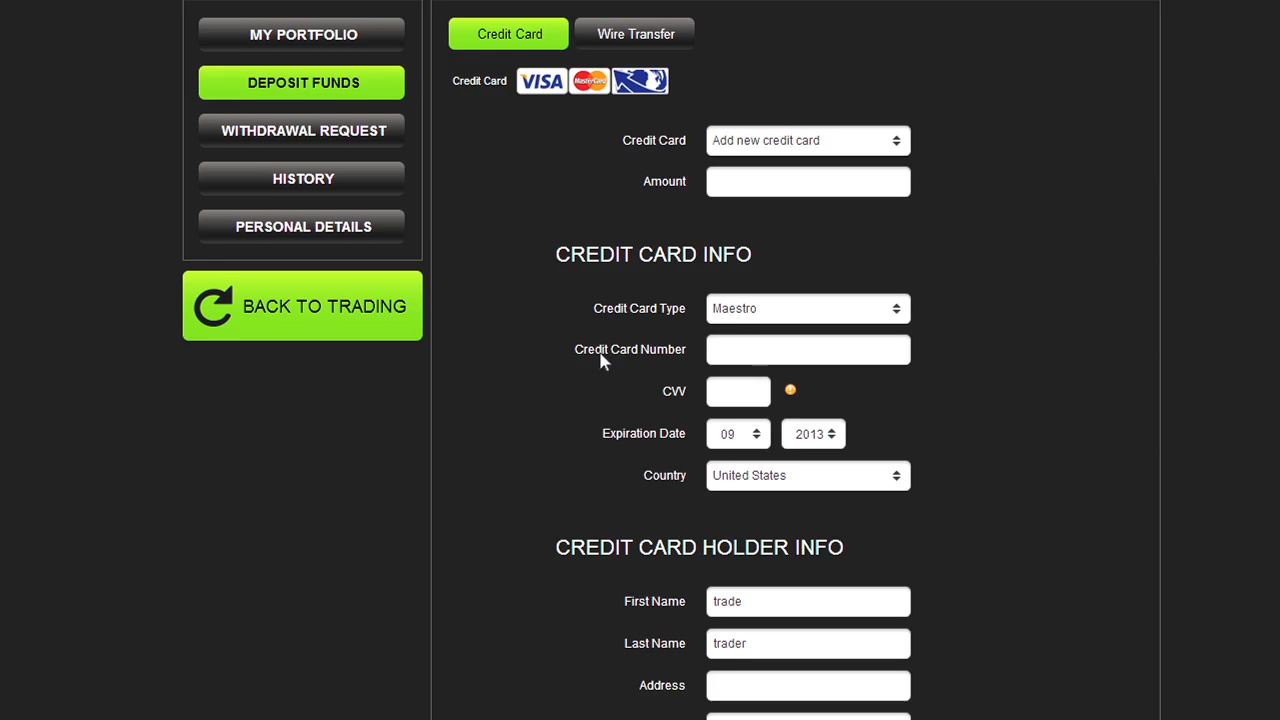 MY PORTFOLIO
DEPOSIT FUNDS
WITHDRAWAL REQUEST
HISTORY
PERSONAL DETAILS
BACK TO TRADING
Credit Card Wire Transfer
Credit Card VISA MasterCard
Credit Card Add new credit card
Amount
CREDIT CARD INFO
Credit Card Type Maestro
Credit Card Number
CVV
Expiration Date 09 2013
Country United States
CREDIT CARD HOLDER INFO
First Name trade
Last Name trader
Address